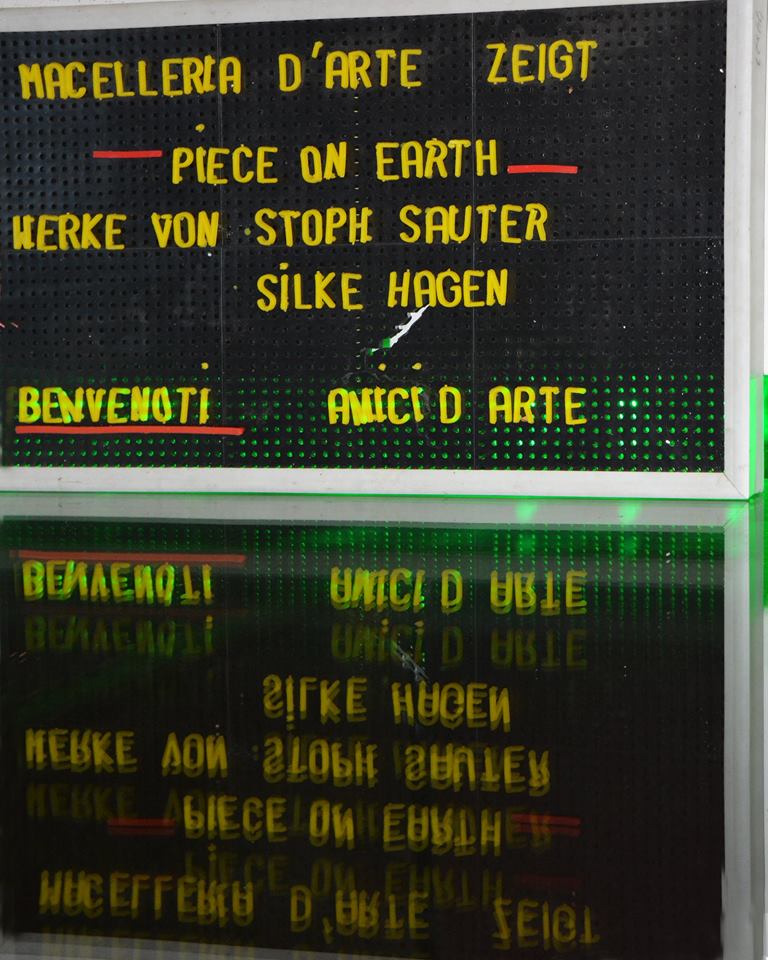 MACELLERIA D'ARTE ZEIGT
PIECE ON EARTH
WERKE VON STOPH SAUTER
SILKE HAGEN
BENVENUTI AMICI D ARTE